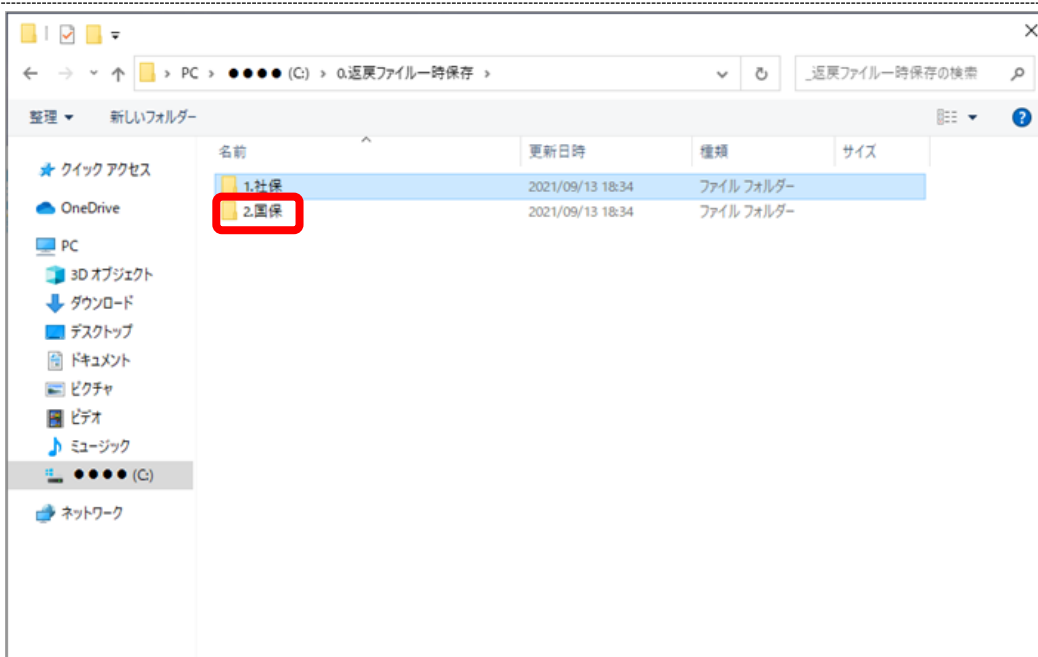 PC › ●●●● (C:) › 0.返戻ファイル一時保存 ›
_返戻ファイル一時保存の検索
整理 新しいフォルダー
名前 更新日時 種類 サイズ
クイック アクセス
1.社保 2021/09/13 18:34 ファイル フォルダー
2.国保 2021/09/13 18:34 ファイル フォルダー
OneDrive
PC
3D オブジェクト
ダウンロード
デスクトップ
ドキュメント
ピクチャ
ビデオ
ミュージック
●●●● (C:)
ネットワーク